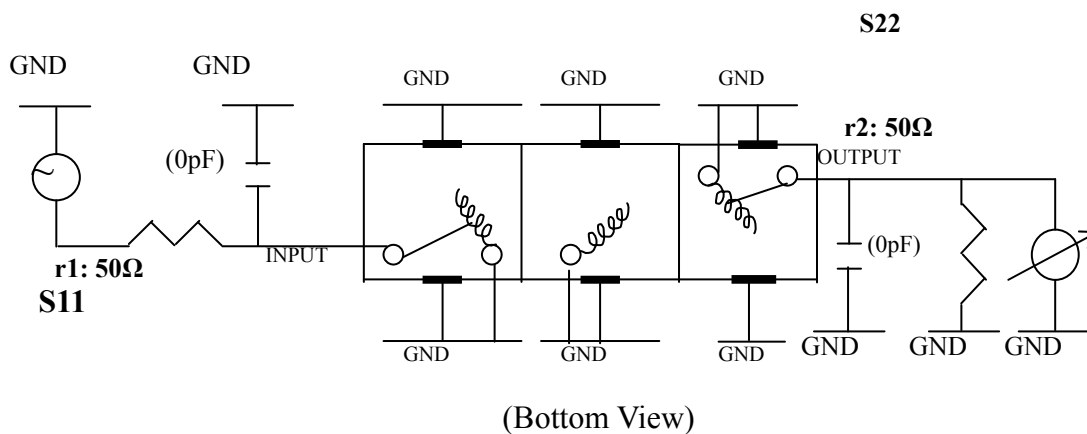 S22
GND
GND
GND
GND
GND
r2: 50Ω
(0pF)
OUTPUT
INPUT
(0pF)
r1: 50Ω
S11
GND
GND
GND
GND
GND
GND
(Bottom View)